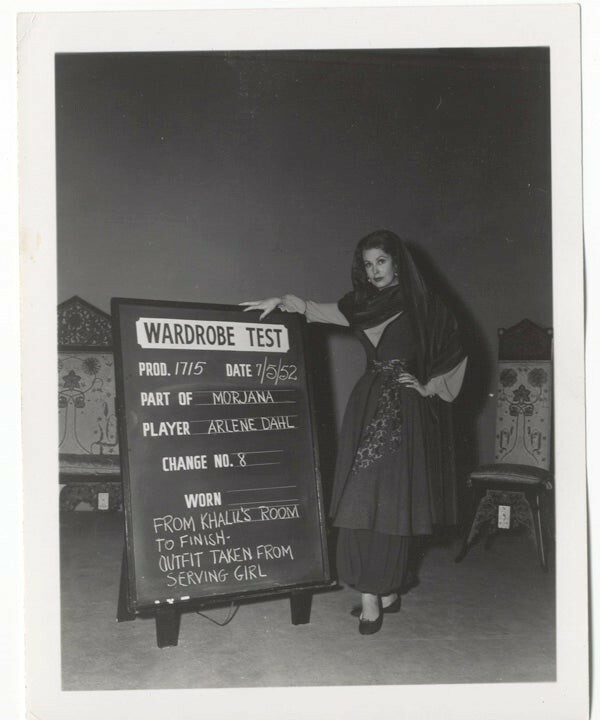 WARDROBE TEST
PROD. 1715 DATE 7/5/52
PART OF MORJANA
PLAYER ARLENE DAHL
CHANGE NO. 8
WORN
FROM KHALIL'S ROOM
TO FINISH-
OUTFIT TAKEN FROM
SERVING GIRL